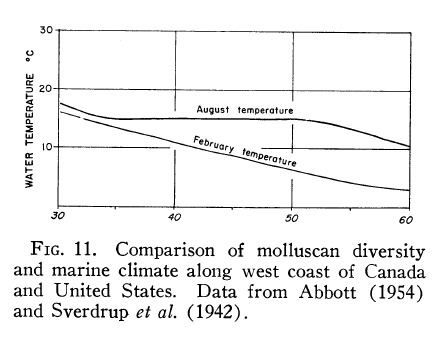 30
20
10
WATER TEMPERATURE °C
August temperature
February temperature
30 40 50 60
FIG. 11. Comparison of molluscan diversity
and marine climate along west coast of Canada
and United States. Data from Abbott (1954)
and Sverdrup et al. (1942).